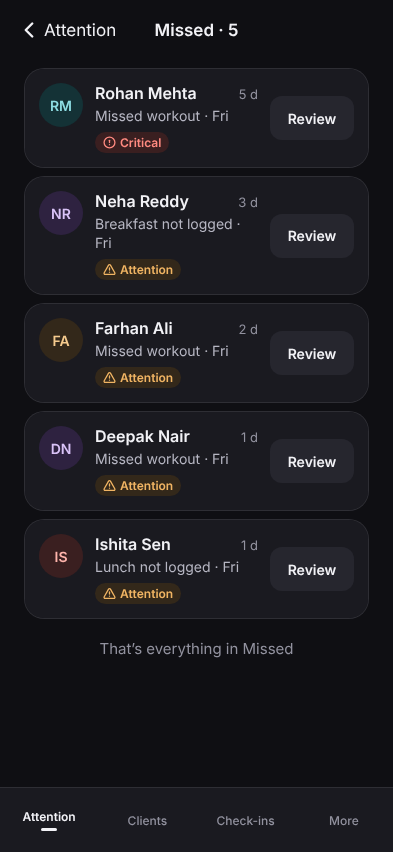 Attention
Missed · 5
RM
Rohan Mehta
5 d
Missed workout · Fri
Critical
Review
NR
Neha Reddy
3 d
Breakfast not logged ·
Fri
Attention
Review
FA
Farhan Ali
2 d
Missed workout · Fri
Attention
Review
DN
Deepak Nair
1 d
Missed workout · Fri
Attention
Review
IS
Ishita Sen
1 d
Lunch not logged · Fri
Attention
Review
That's everything in Missed
Attention
Clients
Check-ins
More